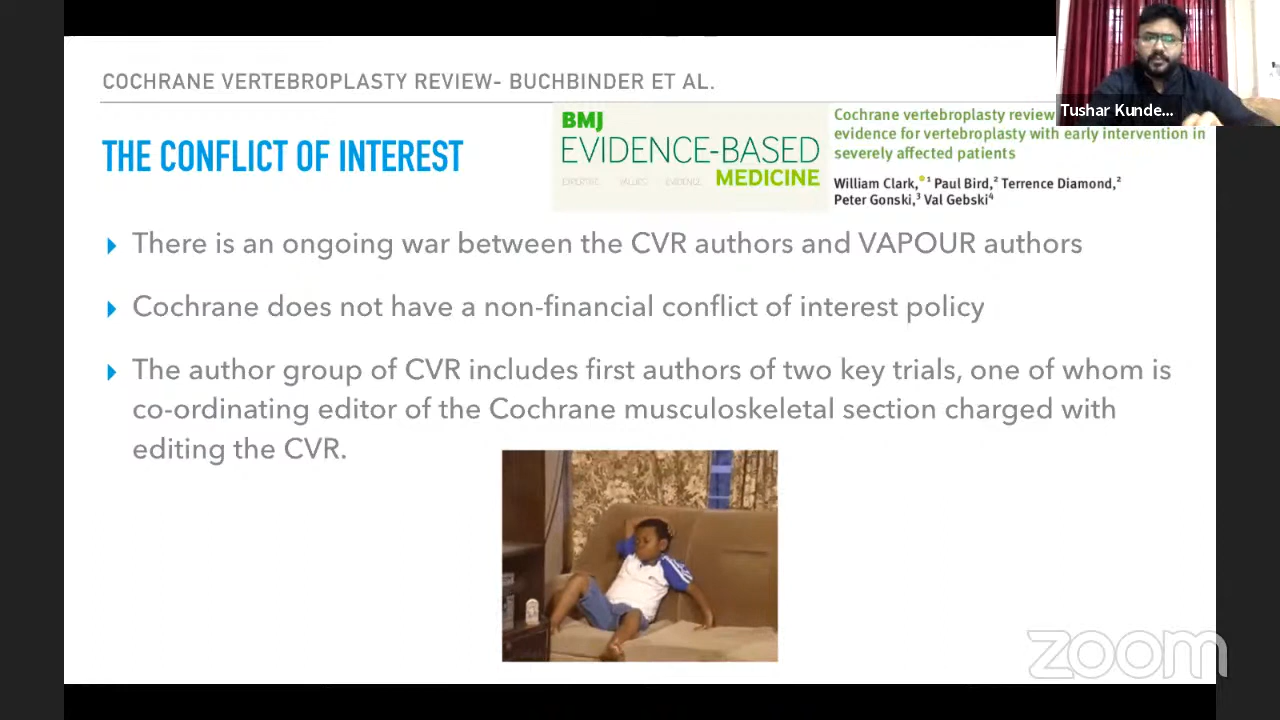 COCHRANE VERTEBROPLASTY REVIEW- BUCHBINDER ET AL.
Tushar Kunde...
THE CONFLICT OF INTEREST
BMJ
EVIDENCE-BASED
MEDICINE
Cochrane vertebroplasty review
evidence for vertebroplasty with early intervention in
severely affected patients
William Clark,¹ Paul Bird,² Terrence Diamond,²
Peter Gonski,³ Val Gebski⁴
There is an ongoing war between the CVR authors and VAPOUR authors
Cochrane does not have a non-financial conflict of interest policy
The author group of CVR includes first authors of two key trials, one of whom is
co-ordinating editor of the Cochrane musculoskeletal section charged with
editing the CVR.
zoom